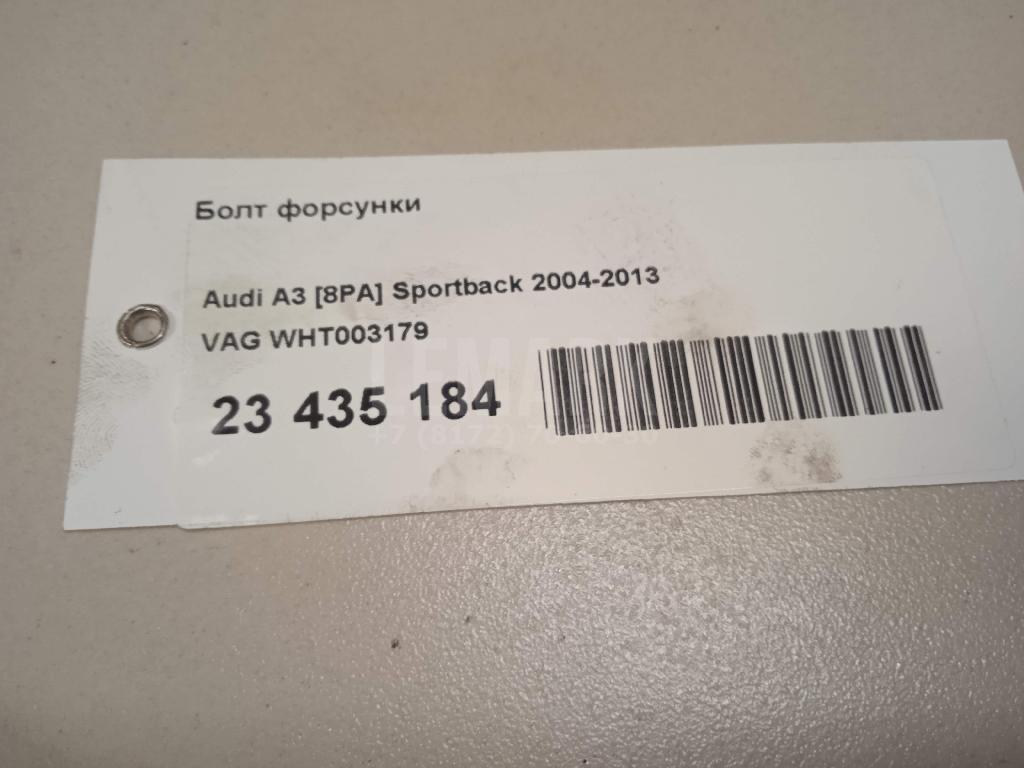 Болт форсунки
Audi A3 [8PA] Sportback 2004-2013
VAG WHT003179
23 435 184